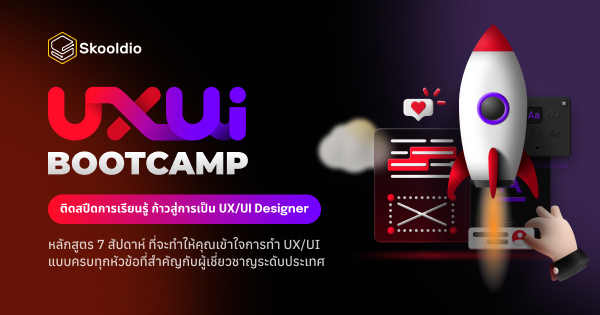 Skooldio
UXUi
BOOTCAMP
ติดสปีดการเรียนรู้ ก้าวสู่การเป็น UX/UI Designer
หลักสูตร 7 สัปดาห์ ที่จะทำให้คุณเข้าใจการทำ UX/UI
แบบครบทุกหัวข้อที่สำคัญกับผู้เชี่ยวชาญระดับประเทศ
Aa